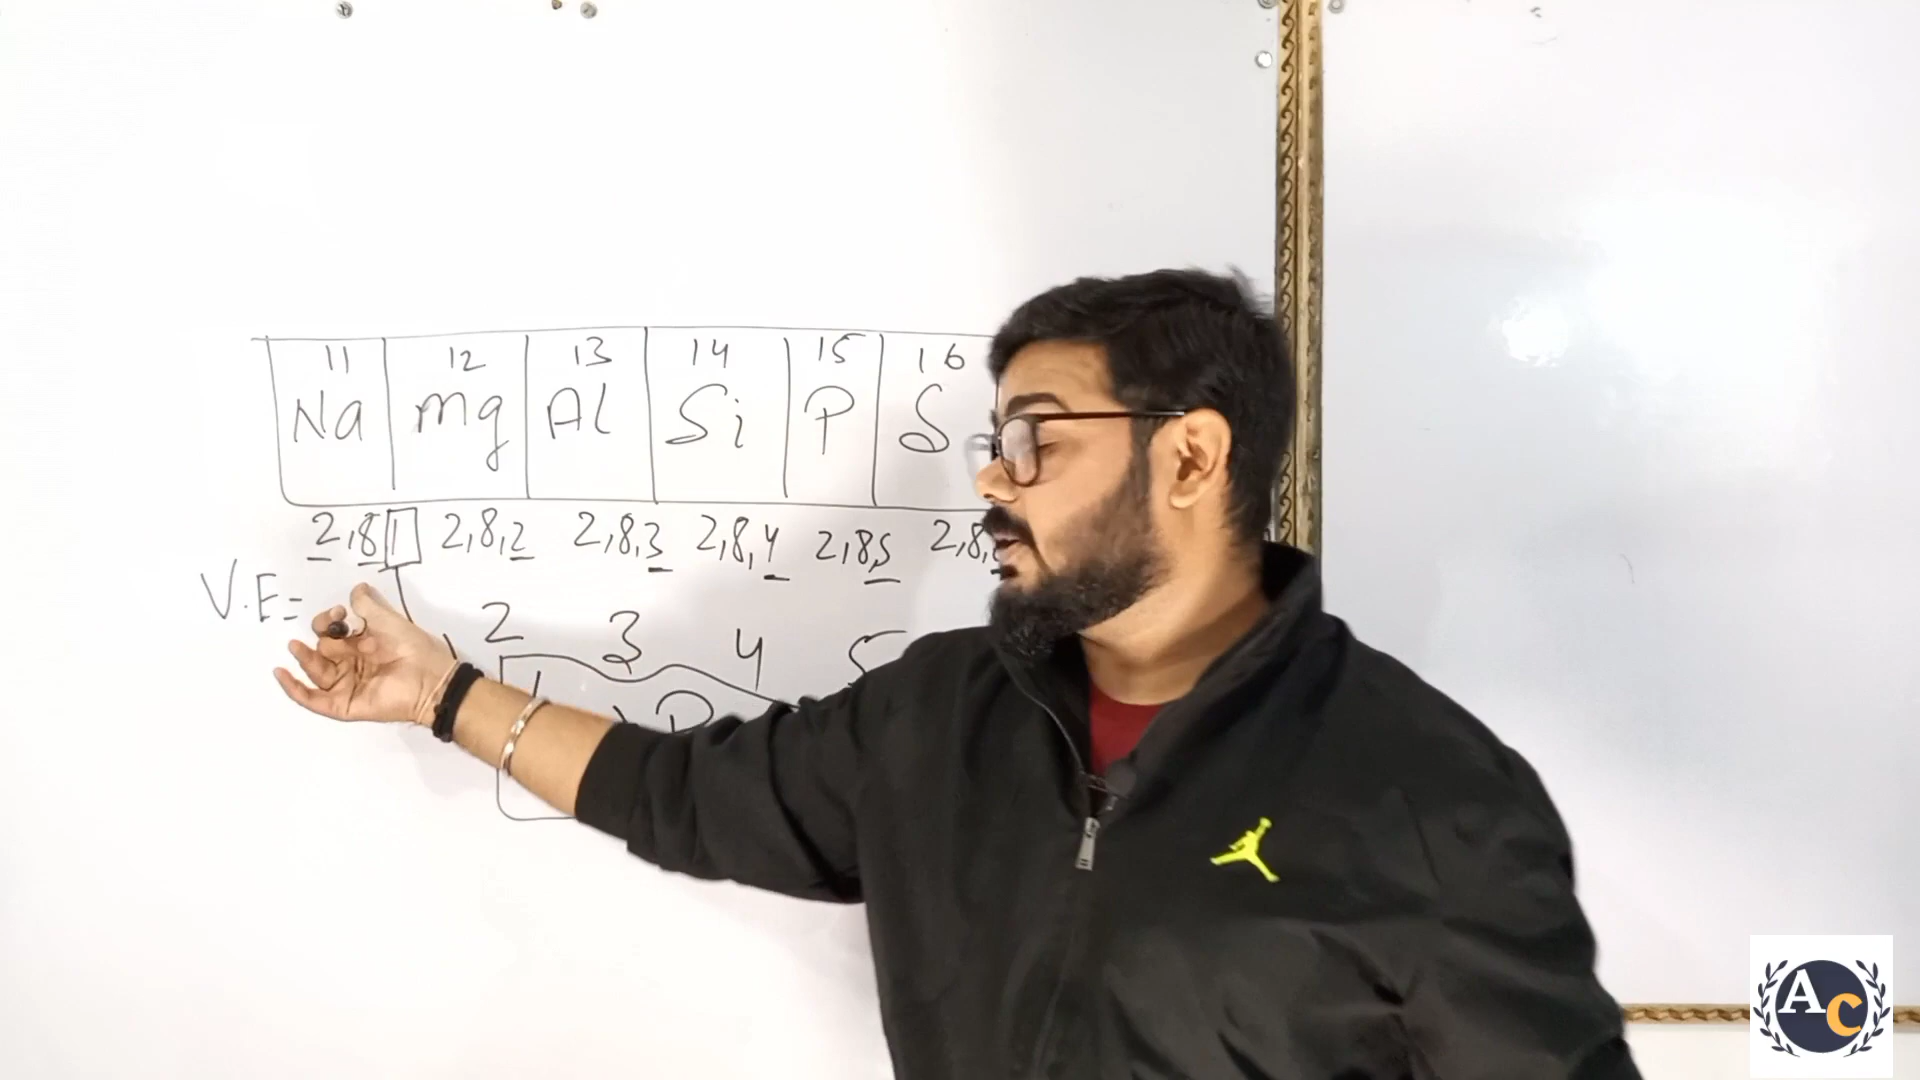 11 12 13 14 15 16
Na mg Al Si P S
2,8 1 2,8,2 2,8,3 2,8,4 2,8,5 2,8,
V.E= 2 3 4 5
AC